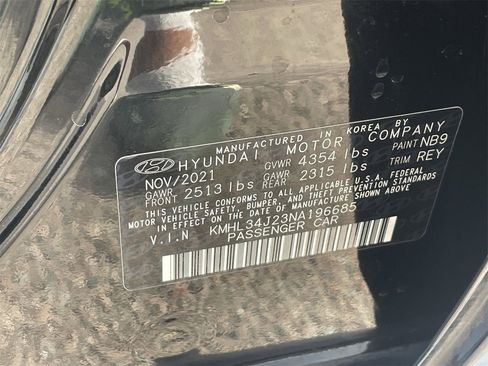 MANUFACTURED IN KOREA BY
HYUNDAI MOTOR COMPANY
NOV/2021 GVWR 4354 lbs PAINT NB9
GAWR FRONT 2513 lbs GAWR REAR 2315 lbs TRIM REY
THIS VEHICLE CONFORMS TO ALL APPLICABLE U.S.A. FEDERAL
MOTOR VEHICLE SAFETY, BUMPER, AND THEFT PREVENTION STANDARDS
IN EFFECT ON THE DATE OF MANUFACTURE SHOWN ABOVE.
V.I.N KMHL34J23NA196685
PASSENGER CAR